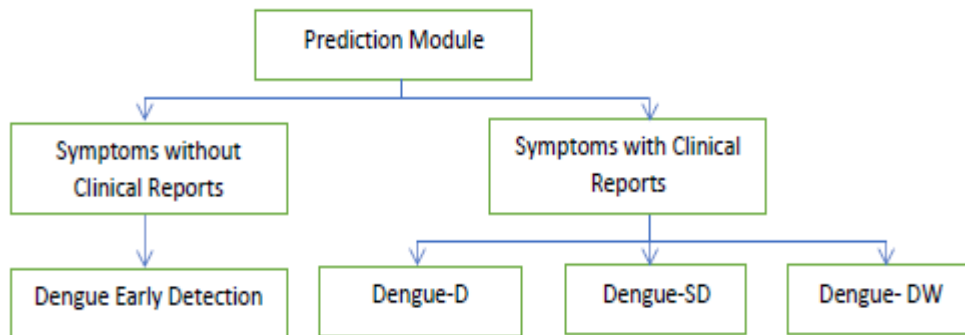 Prediction Module
Symptoms without
Clinical Reports
Symptoms with Clinical
Reports
Dengue Early Detection
Dengue-D
Dengue-SD
Dengue- DW